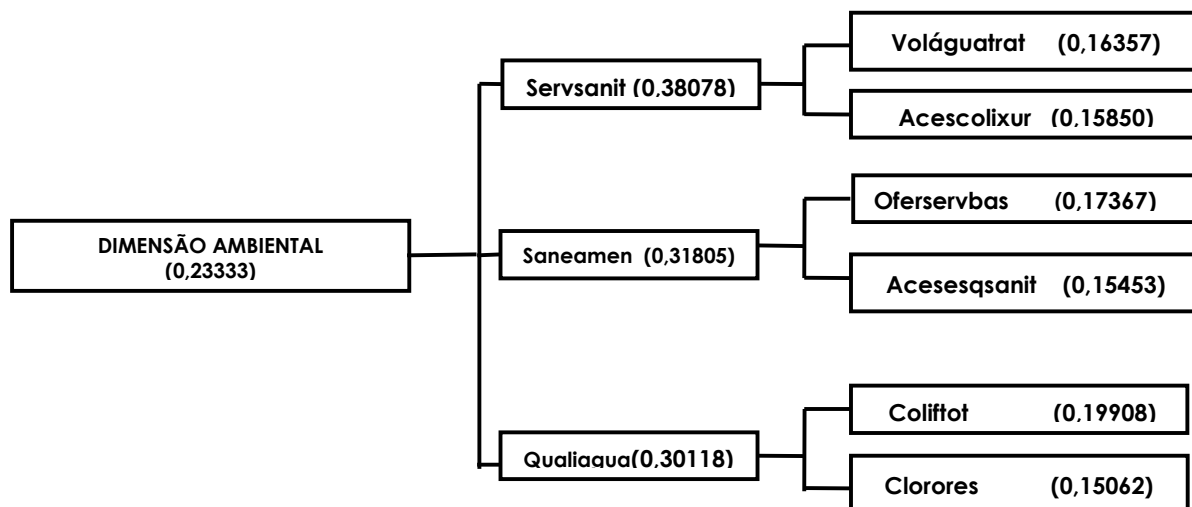 Voláguatrat (0,16357)
Servsanit (0,38078)
Acescolixur (0,15850)
Oferservbas (0,17367)
DIMENSÃO AMBIENTAL
(0,23333)
Saneamen (0,31805)
Acesesqsanit (0,15453)
Coliftot (0,19908)
Qualiagua(0,30118)
Clorores (0,15062)